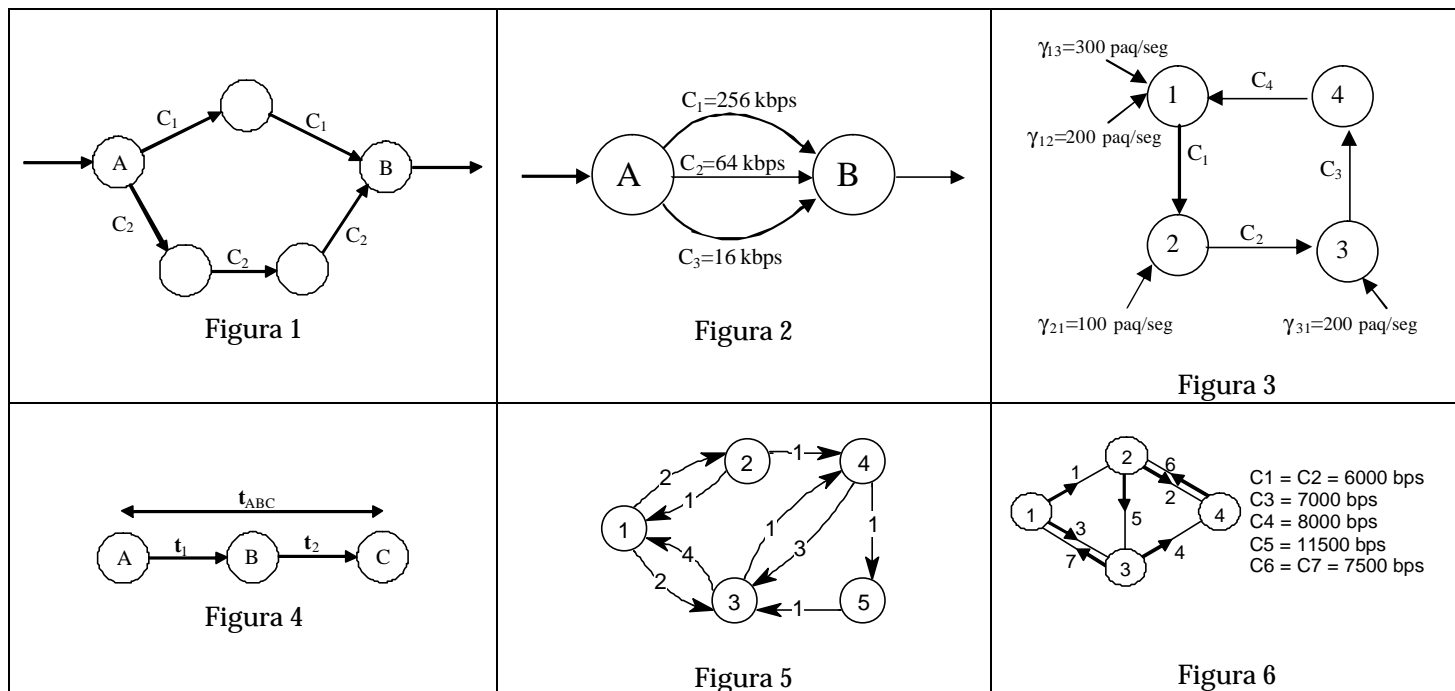 A
C₁
C₁
B
C₂
C₂
C₂
Figura 1
C₁=256 kbps
A
C₂=64 kbps
B
C₃=16 kbps
Figura 2
γ₁₃=300 paq/seg
1
C₄
4
γ₁₂=200 paq/seg
C₁
C₃
2
C₂
3
γ₂₁=100 paq/seg
γ₃₁=200 paq/seg
Figura 3
t_ABC
A
t₁
B
t₂
C
Figura 4
2
2
1
4
1
1
1
1
3
1
4
2
3
1
5
Figura 5
2
6
1
2
1
3
5
4
7
4
3
C1 = C2 = 6000 bps
C3 = 7000 bps
C4 = 8000 bps
C5 = 11500 bps
C6 = C7 = 7500 bps
Figura 6